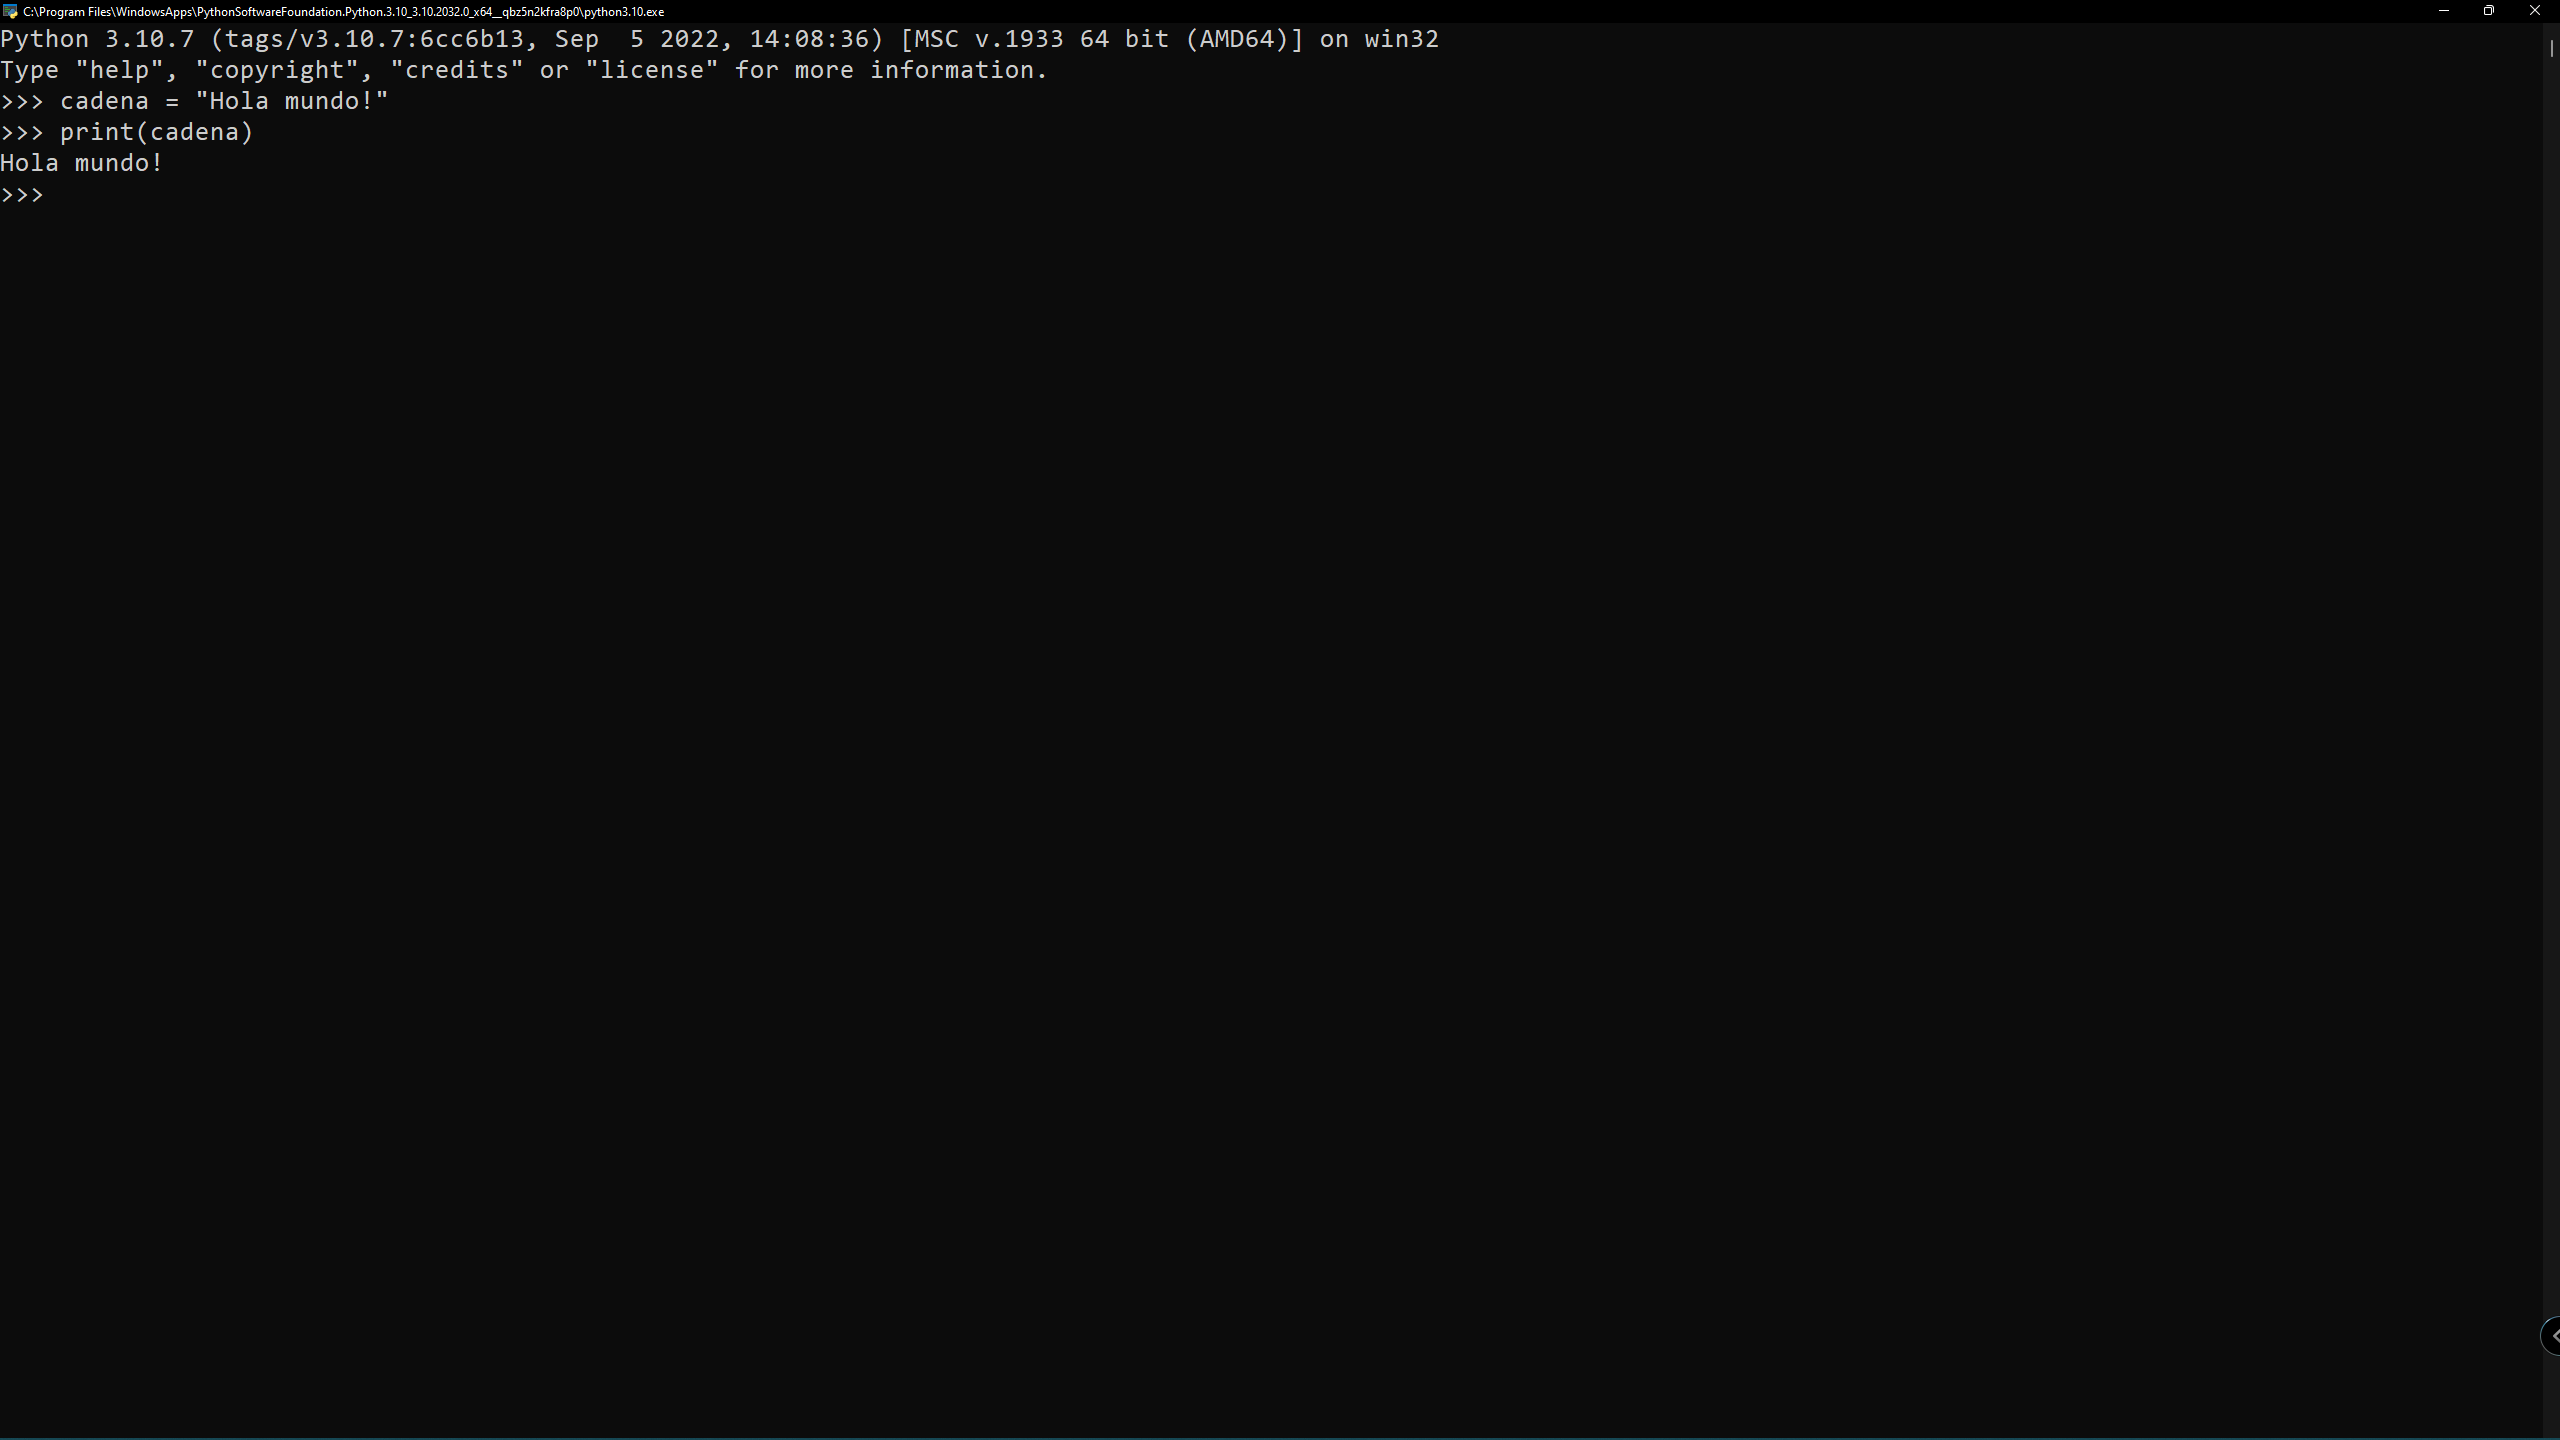 C:\Program Files\WindowsApps\PythonSoftwareFoundation.Python.3.10_3.10.2032.0_x64__qbz5n2kfra8p0\python3.10.exe
Python 3.10.7 (tags/v3.10.7:6cc6b13, Sep  5 2022, 14:08:36) [MSC v.1933 64 bit (AMD64)] on win32
Type "help", "copyright", "credits" or "license" for more information.
>>> cadena = "Hola mundo!"
>>> print(cadena)
Hola mundo!
>>>